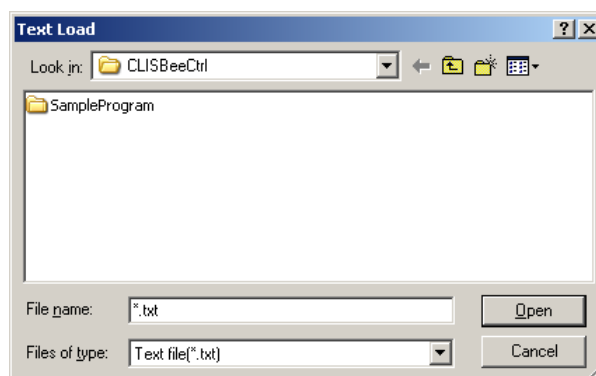 Text Load
Look in: CLISBeeCtrl
SampleProgram
File name: *.txt Open
Files of type: Text file(*.txt) Cancel